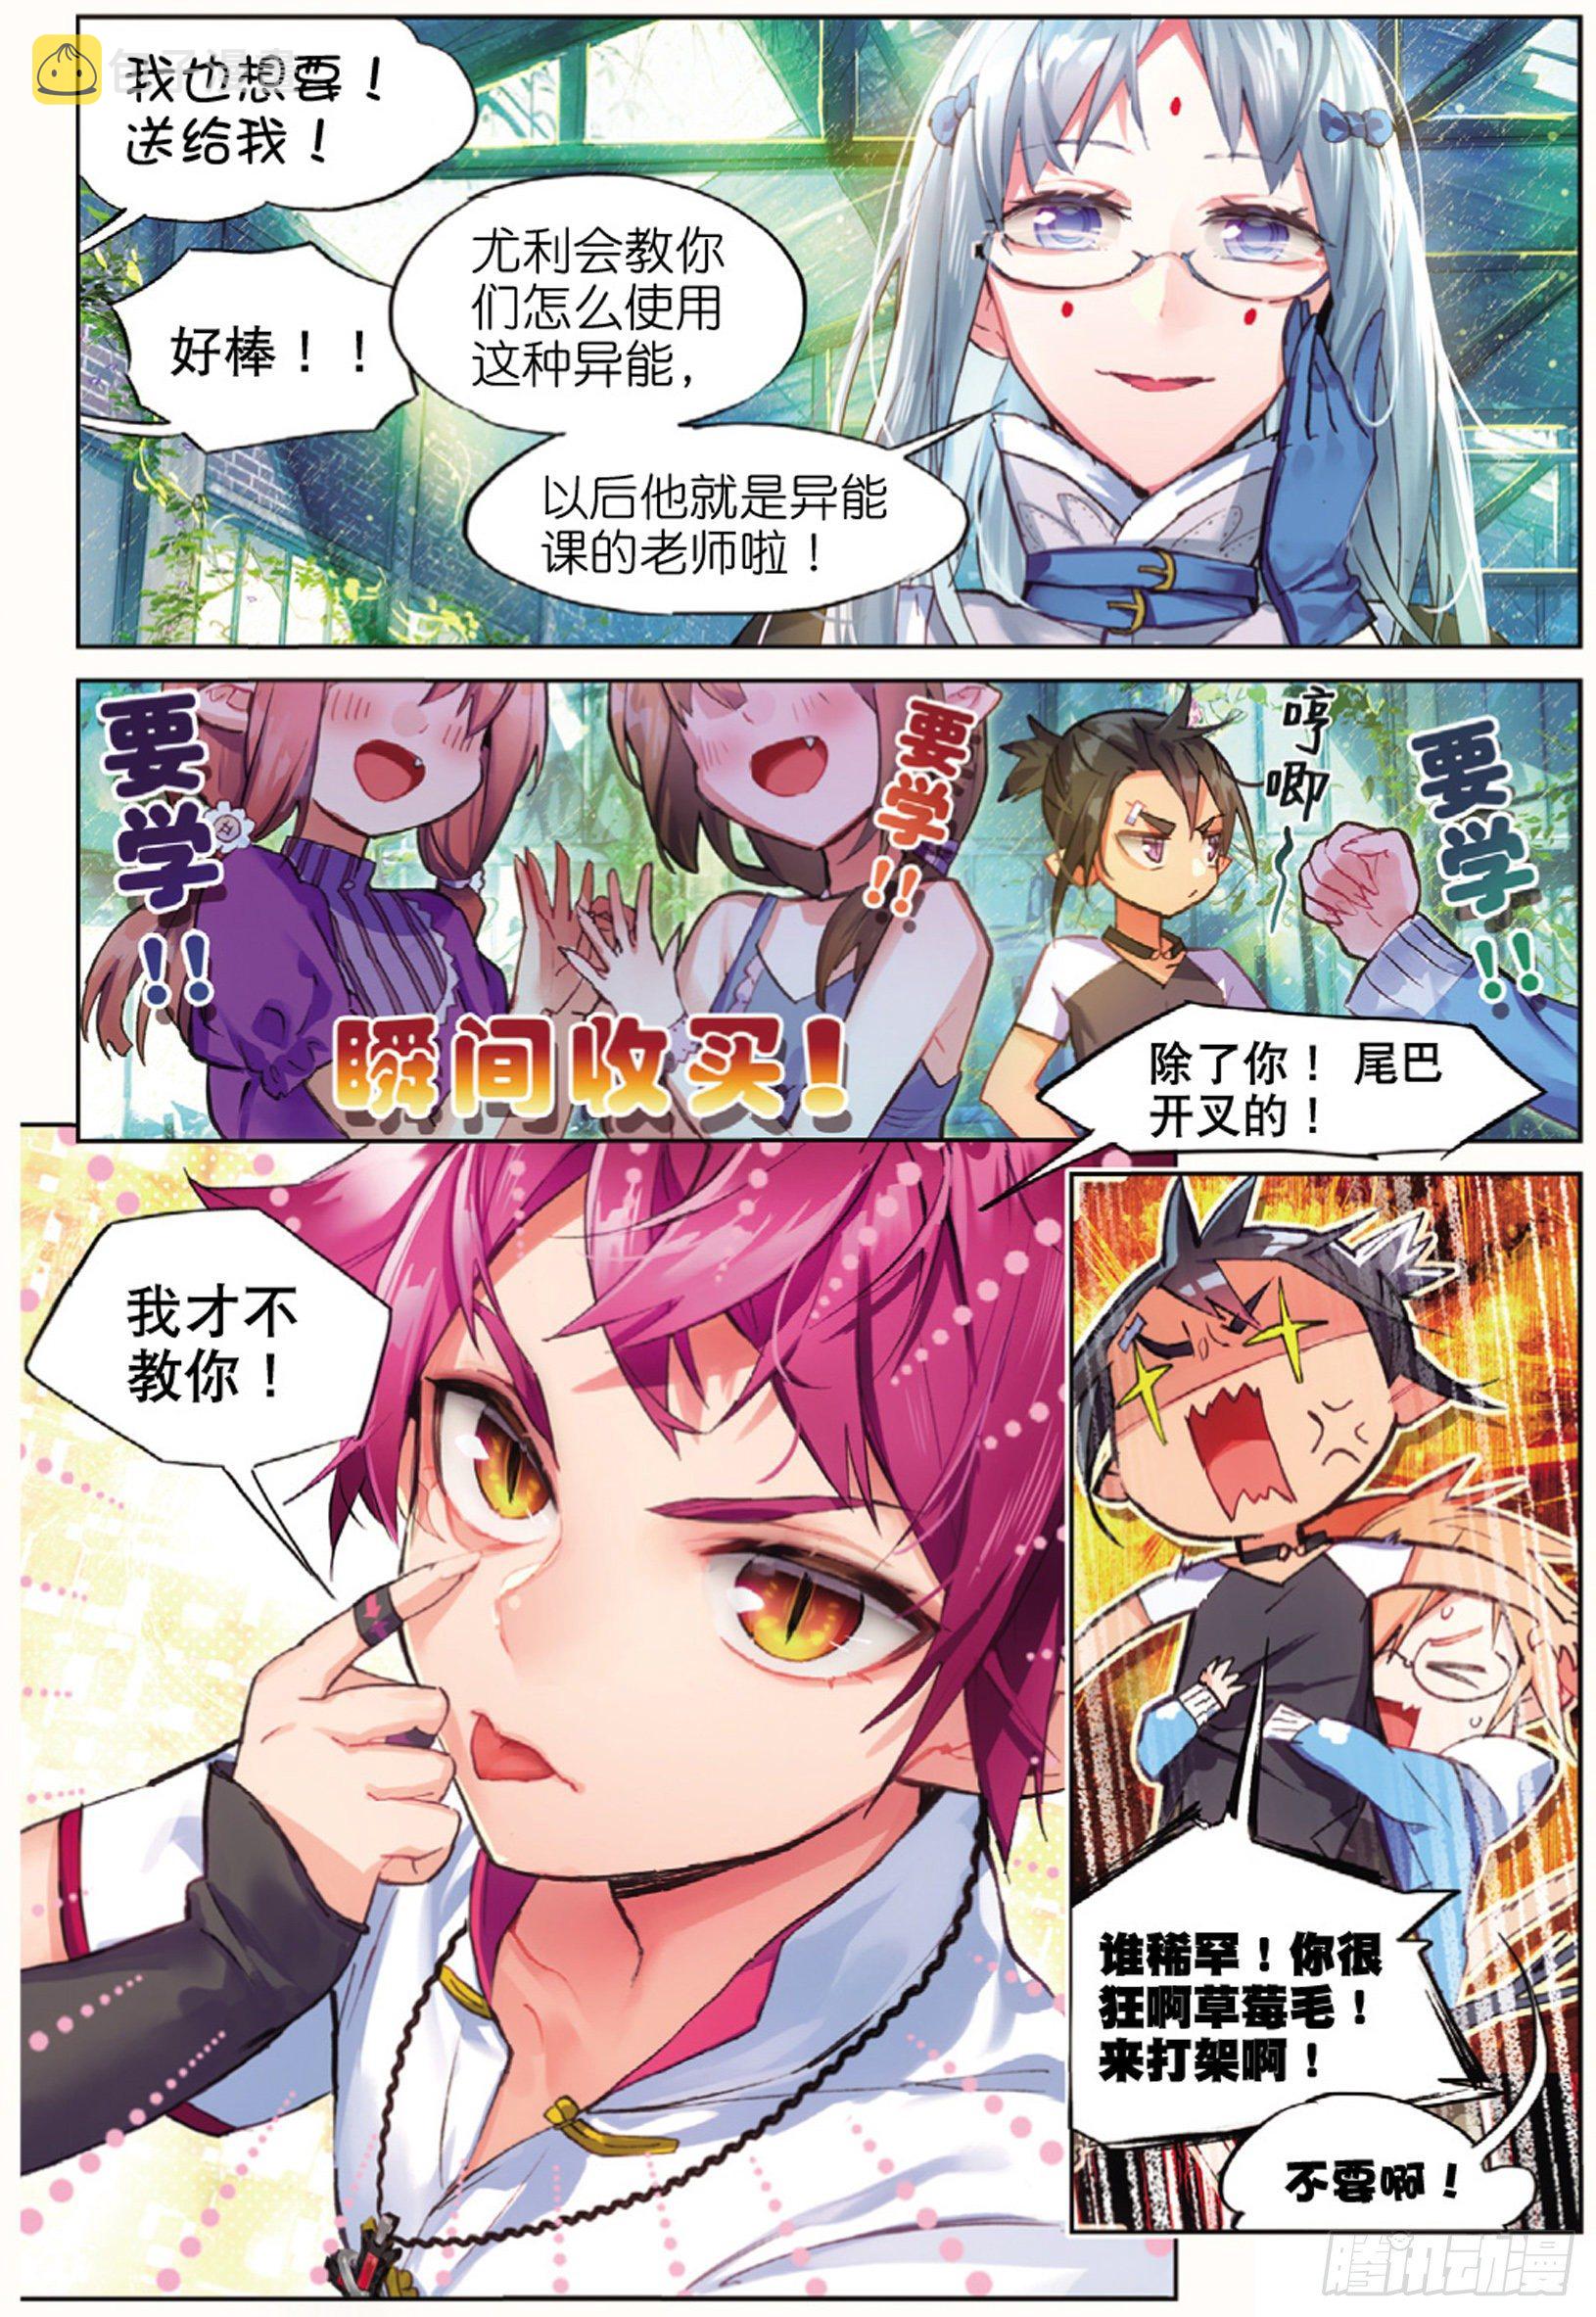 包子漫畫
我也想要！
送给我！
好棒！！
尤利会教你
们怎么使用
这种异能，
以后他就是异能
课的老师啦！
要学!!
要学!!
哼唧~
要学!!
瞬间收买!
除了你！尾巴
开叉的！
我才不
教你！
谁稀罕！你很
狂啊草莓毛！
来打架啊！
不要啊！
腾讯动漫